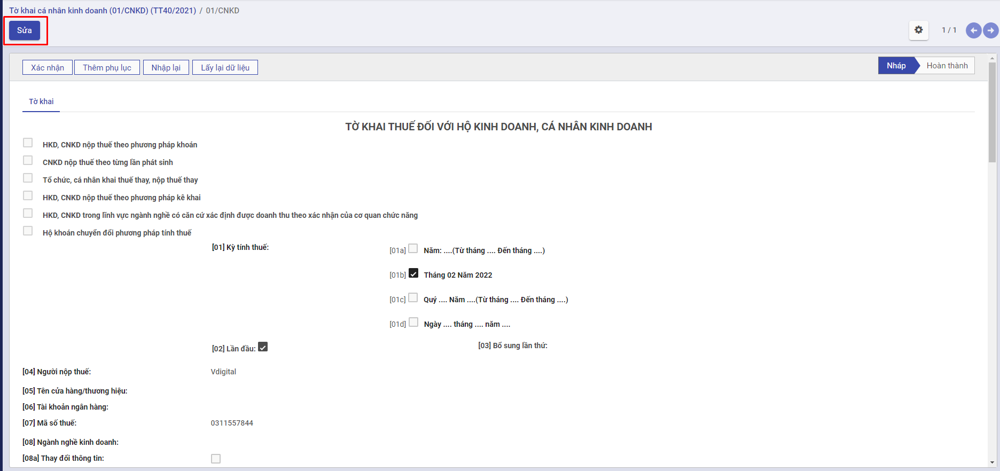 Tờ khai cá nhân kinh doanh (01/CNKD) (TT40/2021) / 01/CNKD
Sửa
1 / 1
Xác nhận Thêm phụ lục Nhập lại Lấy lại dữ liệu
Nháp Hoàn thành
Tờ khai
TỜ KHAI THUẾ ĐỐI VỚI HỘ KINH DOANH, CÁ NHÂN KINH DOANH
HKD, CNKD nộp thuế theo phương pháp khoán
CNKD nộp thuế theo từng lần phát sinh
Tổ chức, cá nhân khai thuế thay, nộp thuế thay
HKD, CNKD nộp thuế theo phương pháp kê khai
HKD, CNKD trong lĩnh vực ngành nghề có căn cứ xác định được doanh thu theo xác nhận của cơ quan chức năng
Hộ khoán chuyển đổi phương pháp tính thuế
[01] Kỳ tính thuế:
[01a] Năm: ....(Từ tháng .... Đến tháng ....)
[01b] Tháng 02 Năm 2022
[01c] Quý .... Năm ....(Từ tháng .... Đến tháng ....)
[01d] Ngày .... tháng .... năm ....
[02] Lần đầu: [03] Bổ sung lần thứ:
[04] Người nộp thuế: Vdigital
[05] Tên cửa hàng/thương hiệu:
[06] Tài khoản ngân hàng:
[07] Mã số thuế: 0311557844
[08] Ngành nghề kinh doanh:
[08a] Thay đổi thông tin: